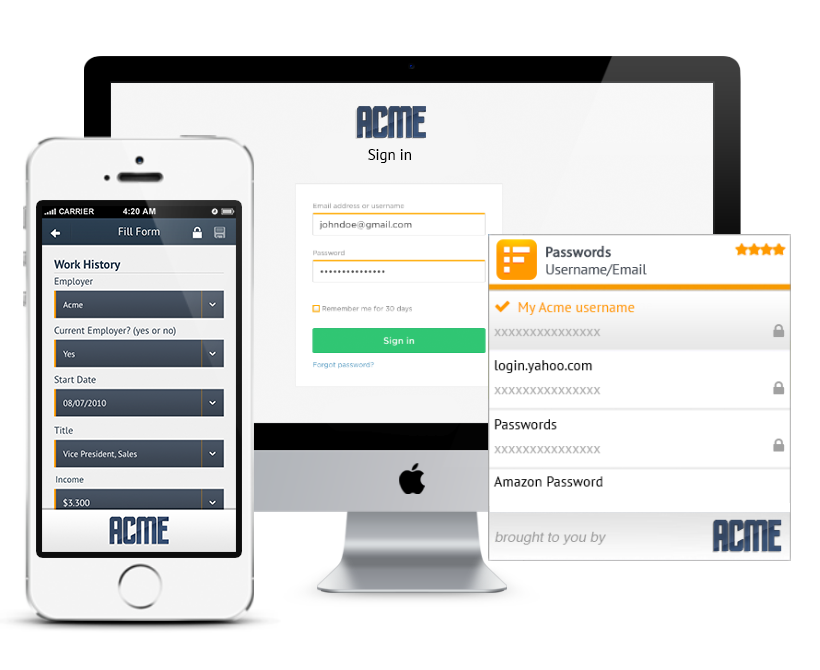 ACME
Sign in
Email address or username
johndoe@gmail.com
Password
•••••••••••••••
Remember me for 30 days
Sign in
Forgot password?
CARRIER 4:20 AM
Fill Form
Work History
Employer
Acme
Current Employer? (yes or no)
Yes
Start Date
08/07/2010
Title
Vice President, Sales
Income
$3,300
ACME
Passwords
Username/Email
My Acme username
xxxxxxxxxxxxxxx
login.yahoo.com
xxxxxxxxxxxxxxx
Passwords
xxxxxxxxxxxxxxx
Amazon Password
brought to you by ACME